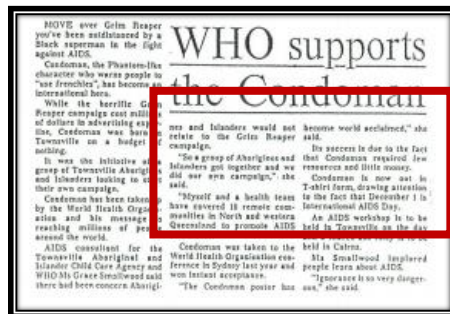 MOVE over Grim Reaper
you've been outdistanced by a
Black superman in the fight
against AIDS.
Condoman, the Phantom-like
character who warns people to
"use frenchies", has become an
international hero.
While the horrific
Reaper campaign cost millions
of dollars in advertising
Condoman was born
Townsville on a budget
nothing.
It was the initiative of
group of Townsville
and Islanders looking to
their own campaign.
Condoman has been taken
by the World Health
ation and his message
reaching millions of
around the world.
AIDS consultant for the
Townsville Aboriginal and
Islander Child Care Agency and
WHO Ms Grace Smallwood said
there had been concern Aborigi-
WHO supports
the Condoman
nes and Islanders would not
relate to the Grim Reaper
campaign.
"So a group of Aborigines and
Islanders got together and we
did our own campaign," she
said.
"Myself and a health team
have covered 18 remote com-
munities in North and western
Queensland to promote AIDS
Condoman was taken to the
World Health Organisation con-
ference in Sydney last year and
won instant acceptance.
"The Condoman poster has
become world acclaimed," she
said.
Its success is due to the fact
that Condoman required few
resources and little money.
Condoman is now out in
T-shirt form, drawing attention
to the fact that December 1 is
International AIDS Day.
An AIDS workshop is to be
held in Townsville on the day
held in Cairns.
Ms Smallwood implored
people learn about AIDS.
"Ignorance is so very danger-
ous," she said.